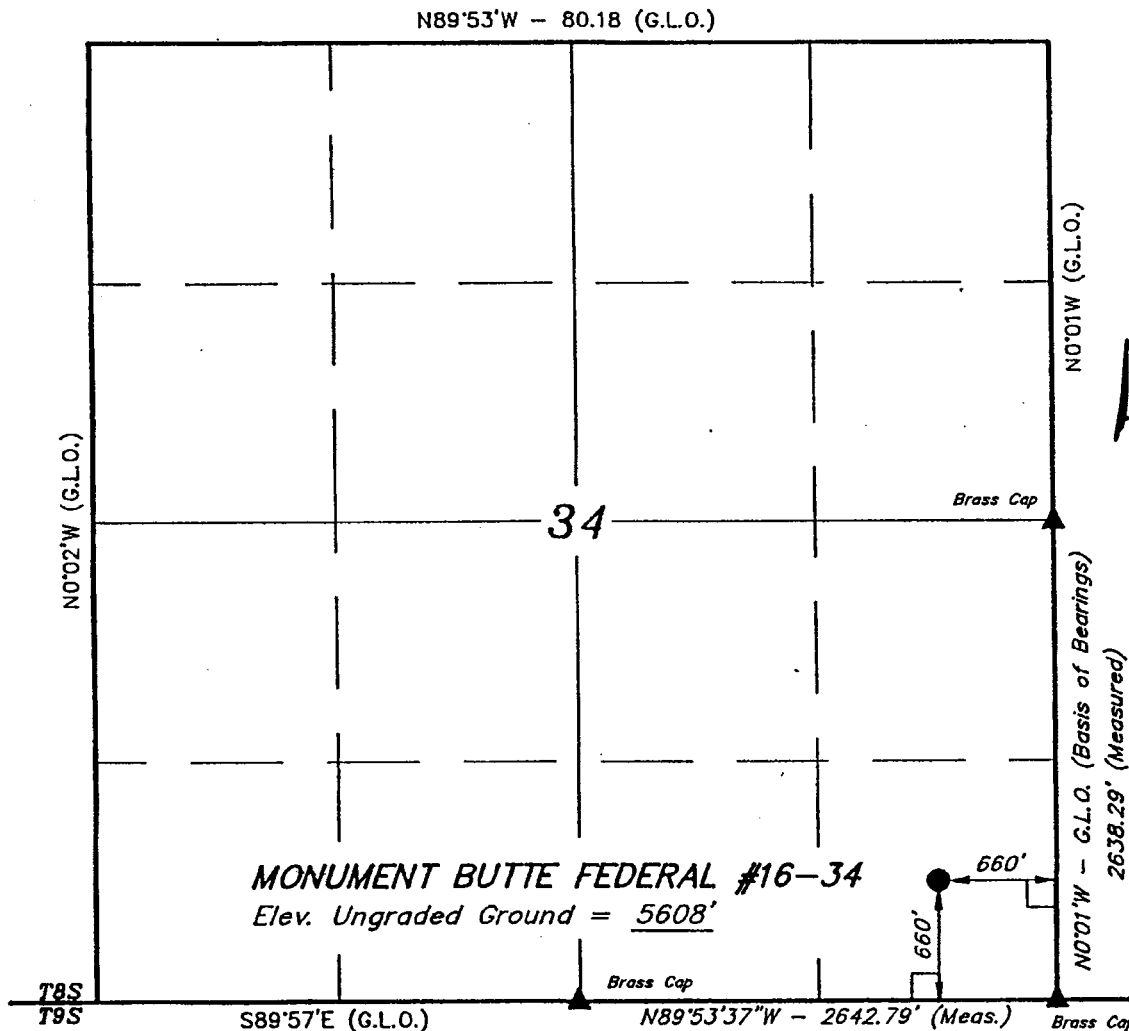 N89°53'W - 80.18 (G.L.O.)
N0°01'W (G.L.O.)
N0°02'W (G.L.O.)
Brass Cap
34
N0°01'W - G.L.O. (Basis of Bearings)
2638.29' (Measured)
MONUMENT BUTTE FEDERAL #16-34
Elev. Ungraded Ground = 5608'
660'
660'
T8S
T9S
Brass Cap
S89°57'E (G.L.O.)
N89°53'37"W - 2642.79' (Meas.)
Brass Cap